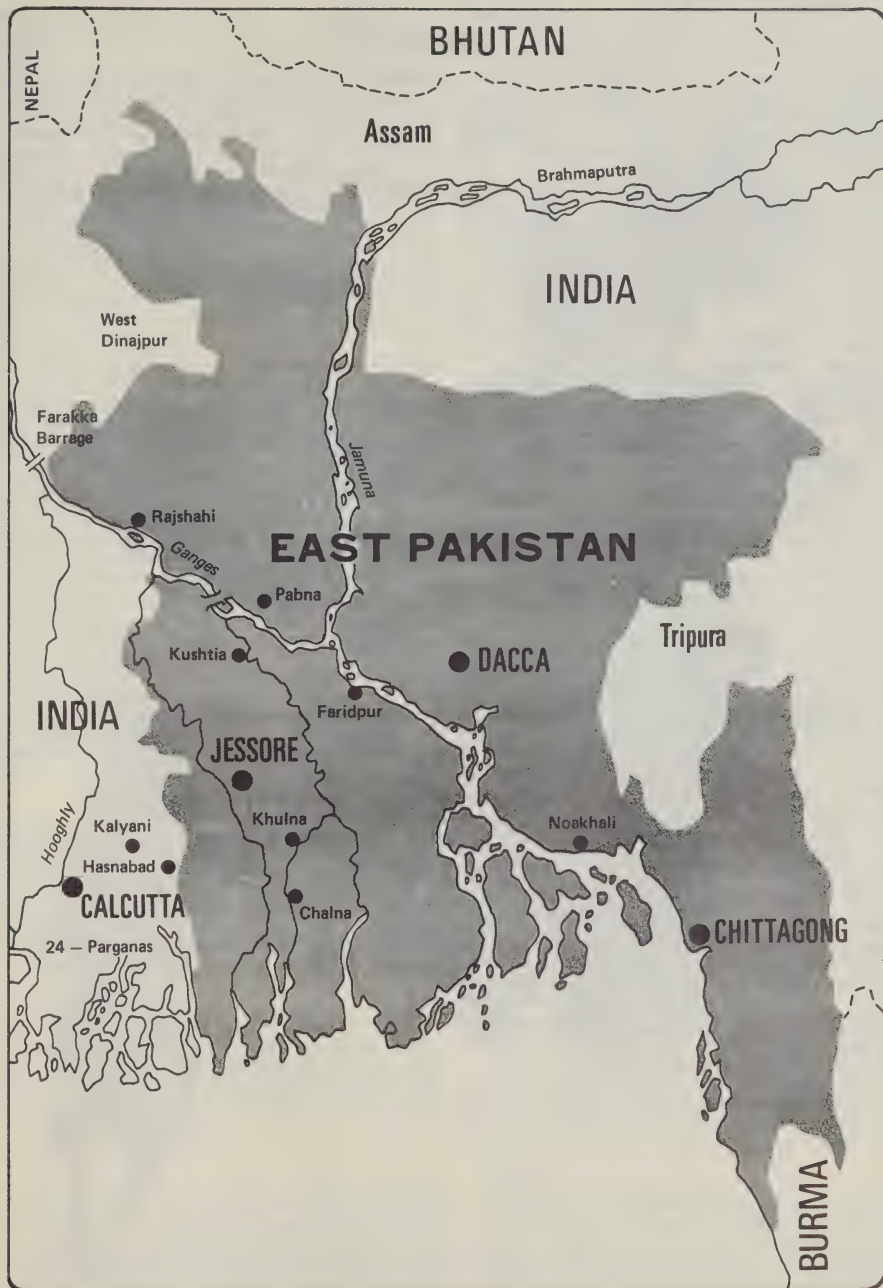 BHUTAN
NEPAL
Assam
Brahmaputra
INDIA
West
Dinajpur
Farakka
Barrage
Jamuna
Rajshahi
Ganges
EAST PAKISTAN
Pabna
Kushtia
DACCA
Tripura
Faridpur
INDIA
JESSORE
Hooghly
Kalyani
Khulna
Noakhali
Hasnabad
CALCUTTA
Chalna
CHITTAGONG
24 – Parganas
BURMA